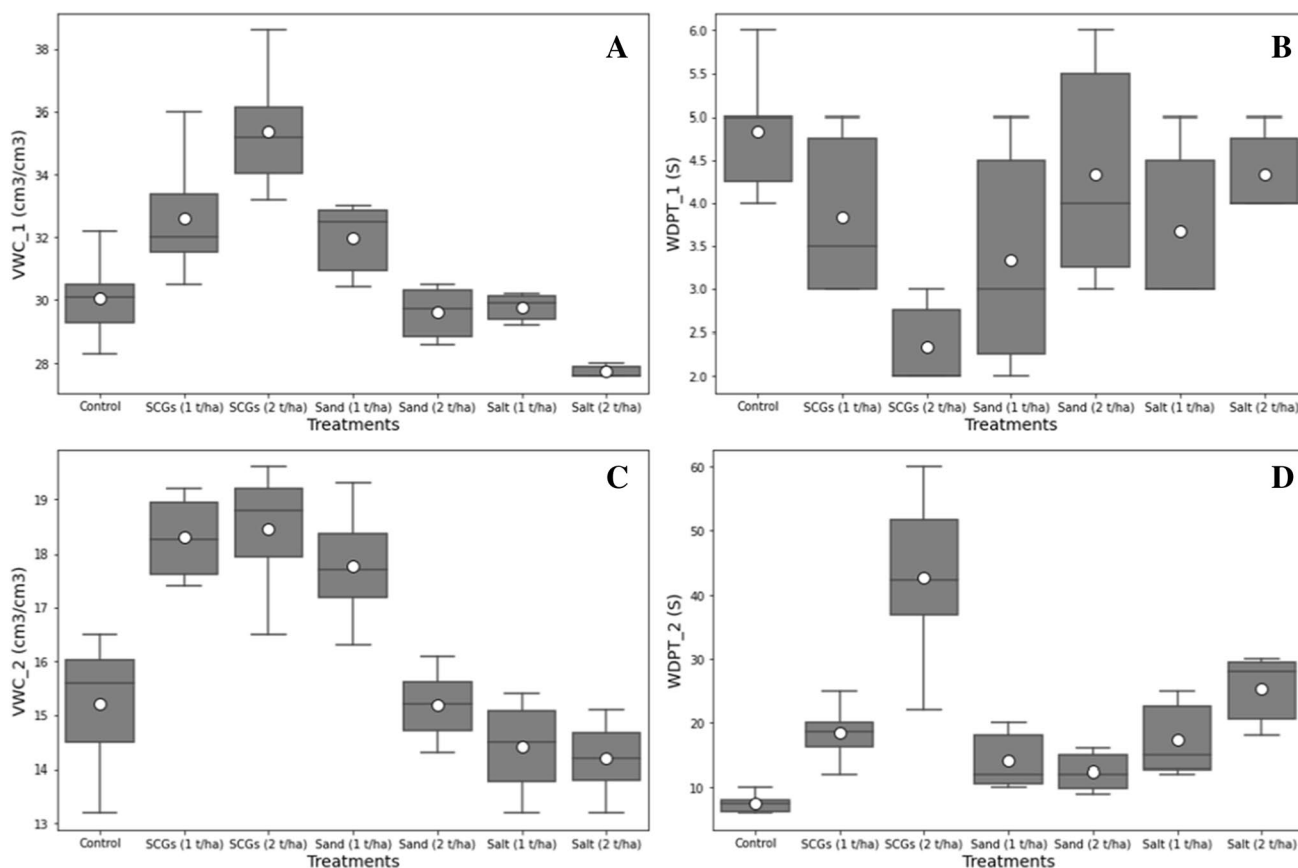 A
VWC_1 (cm3/cm3)
38
36
34
32
30
28
Control SCGs (1 t/ha) SCGs (2 t/ha) Sand (1 t/ha) Sand (2 t/ha) Salt (1 t/ha) Salt (2 t/ha)
Treatments
B
WDPT_1 (S)
6.0
5.5
5.0
4.5
4.0
3.5
3.0
2.5
2.0
Control SCGs (1 t/ha) SCGs (2 t/ha) Sand (1 t/ha) Sand (2 t/ha) Salt (1 t/ha) Salt (2 t/ha)
Treatments
C
VWC_2 (cm3/cm3)
19
18
17
16
15
14
13
Control SCGs (1 t/ha) SCGs (2 t/ha) Sand (1 t/ha) Sand (2 t/ha) Salt (1 t/ha) Salt (2 t/ha)
Treatments
D
WDPT_2 (S)
60
50
40
30
20
10
Control SCGs (1 t/ha) SCGs (2 t/ha) Sand (1 t/ha) Sand (2 t/ha) Salt (1 t/ha) Salt (2 t/ha)
Treatments